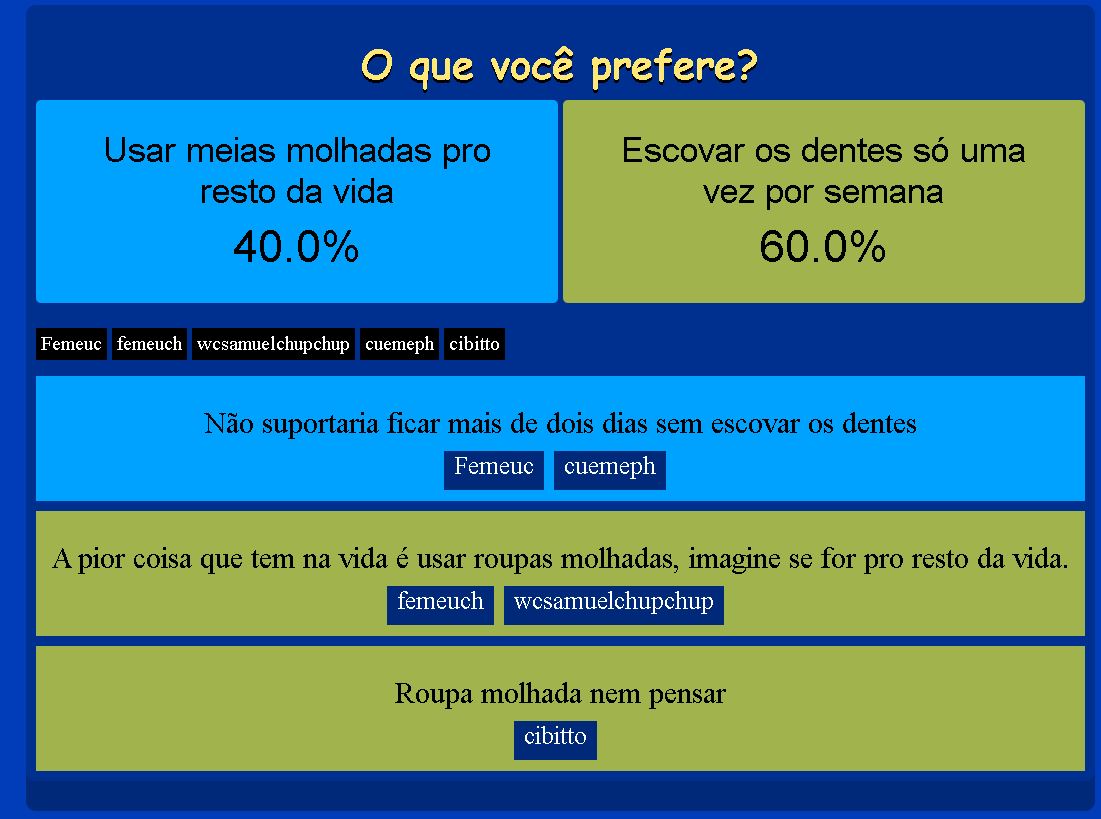 O que você prefere?
Usar meias molhadas pro
resto da vida
40.0%
Escovar os dentes só uma
vez por semana
60.0%
Femeuc femeuch wcsamuelchupchup cuemeph cibitto
Não suportaria ficar mais de dois dias sem escovar os dentes
Femeuc cuemeph
A pior coisa que tem na vida é usar roupas molhadas, imagine se for pro resto da vida.
femeuch wcsamuelchupchup
Roupa molhada nem pensar
cibitto